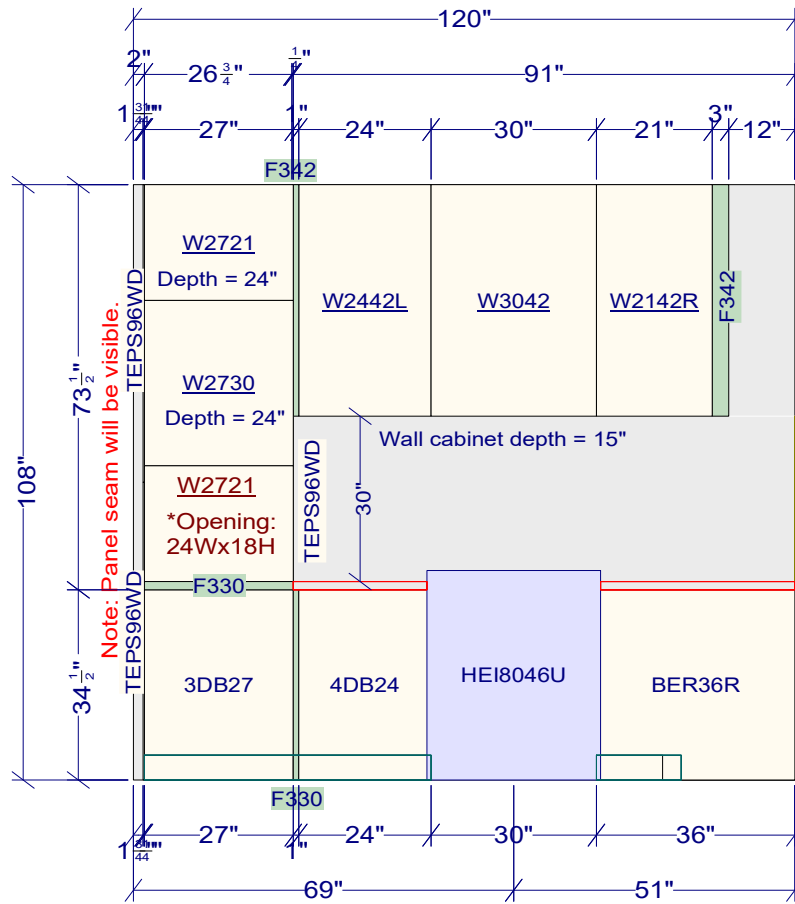 120"
2"
26 3/4"
1/4"
91"
27"
1"
24"
30"
21"
3"
12"
F342
W2721
Depth = 24"
W2442L
W3042
W2142R
F342
TEPS96WD
Note: Panel seam will be visible.
73 1/2"
108"
W2730
Depth = 24"
Wall cabinet depth = 15"
W2721
*Opening:
24Wx18H
TEPS96WD
30"
F330
TEPS96WD
34 1/2"
3DB27
4DB24
HEI8046U
BER36R
F330
27"
1"
24"
30"
36"
69"
51"